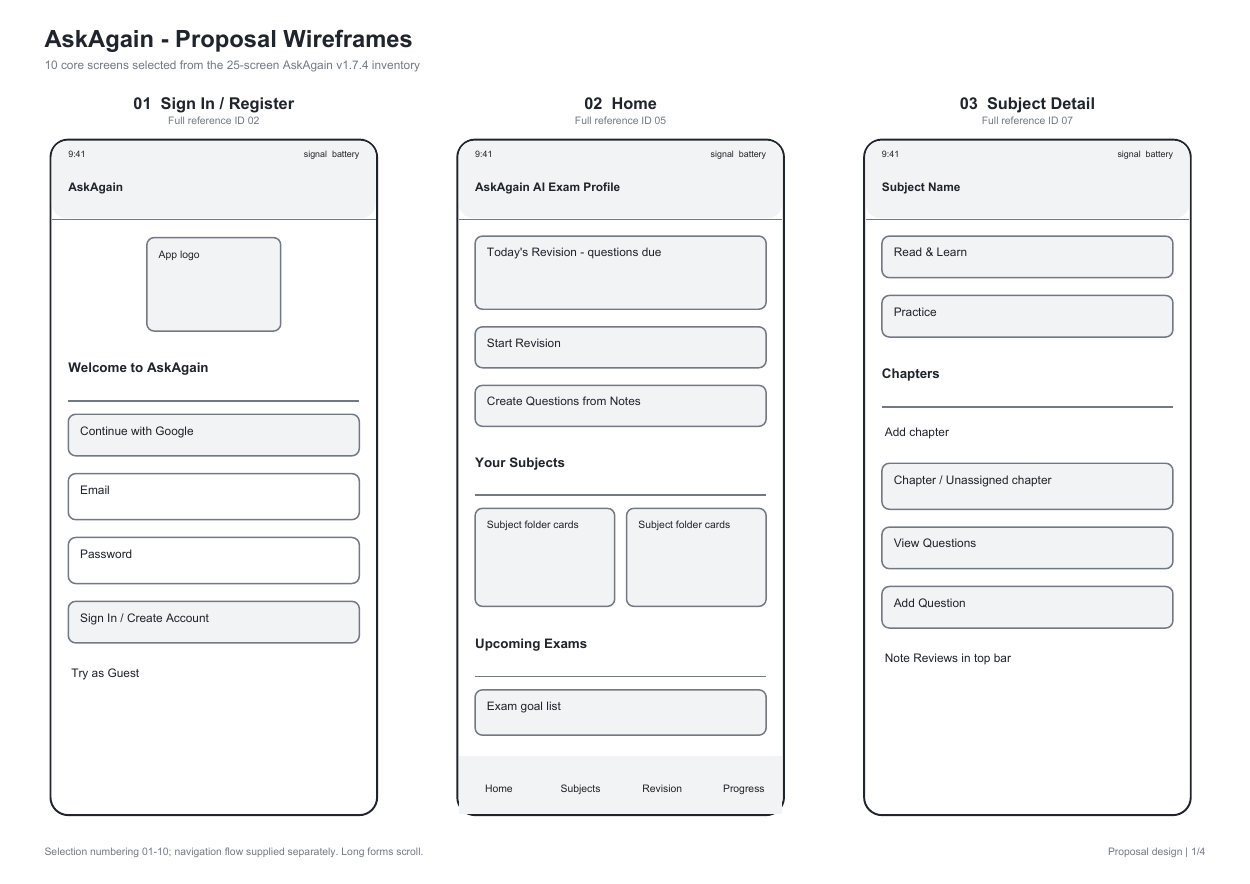 AskAgain - Proposal Wireframes
10 core screens selected from the 25-screen AskAgain v1.7.4 inventory
01 Sign In / Register
Full reference ID 02
9:41
signal battery
AskAgain
App logo
Welcome to AskAgain
Continue with Google
Email
Password
Sign In / Create Account
Try as Guest
02 Home
Full reference ID 05
9:41
signal battery
AskAgain AI Exam Profile
Today's Revision - questions due
Start Revision
Create Questions from Notes
Your Subjects
Subject folder cards
Subject folder cards
Upcoming Exams
Exam goal list
Home Subjects Revision Progress
03 Subject Detail
Full reference ID 07
9:41
signal battery
Subject Name
Read & Learn
Practice
Chapters
Add chapter
Chapter / Unassigned chapter
View Questions
Add Question
Note Reviews in top bar
Selection numbering 01-10; navigation flow supplied separately. Long forms scroll.
Proposal design | 1/4